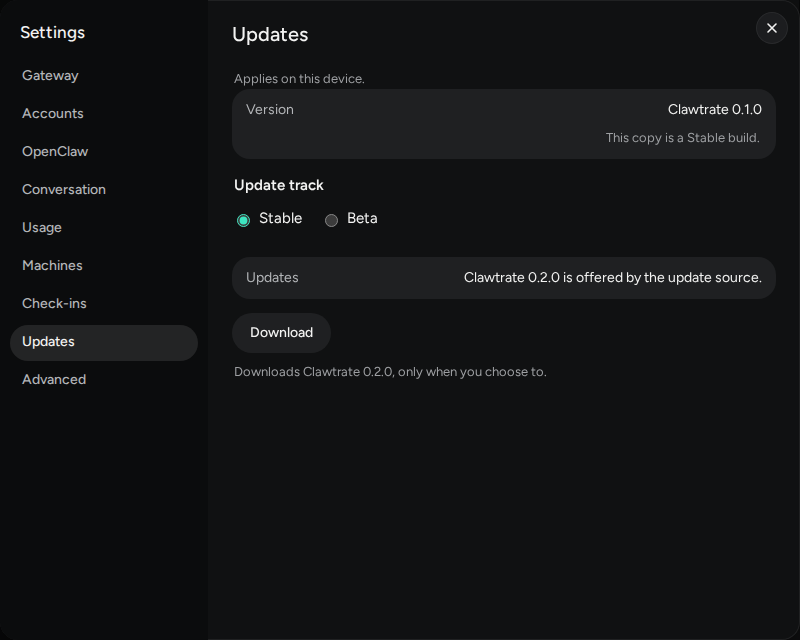 Settings
Gateway
Accounts
OpenClaw
Conversation
Usage
Machines
Check-ins
Updates
Advanced
Updates
Applies on this device.
Version Clawtrate 0.1.0
This copy is a Stable build.
Update track
Stable Beta
Updates Clawtrate 0.2.0 is offered by the update source.
Download
Downloads Clawtrate 0.2.0, only when you choose to.